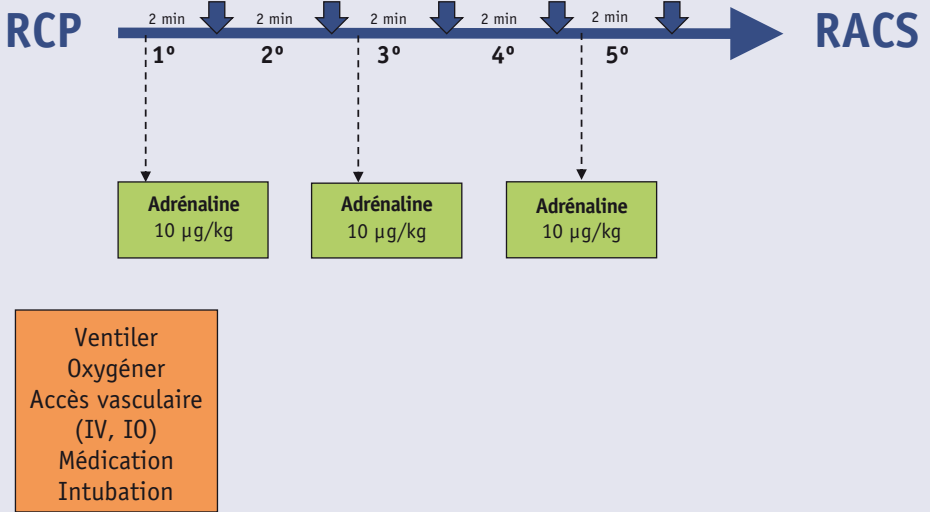 RCP 2 min 2 min 2 min 2 min 2 min RACS
1º 2º 3º 4º 5º
Adrénaline
10 µg/kg
Adrénaline
10 µg/kg
Adrénaline
10 µg/kg
Ventiler
Oxygéner
Accès vasculaire
(IV, IO)
Médication
Intubation